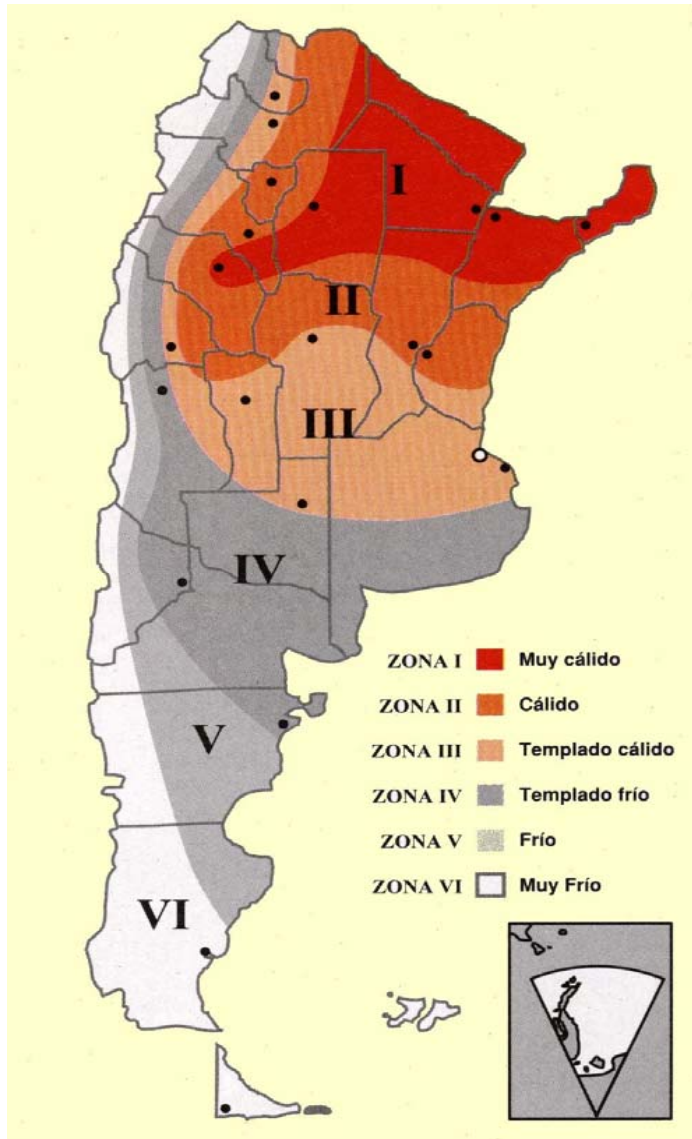 I
II
III
IV
V
VI
ZONA I Muy cálido
ZONA II Cálido
ZONA III Templado cálido
ZONA IV Templado frío
ZONA V Frío
ZONA VI Muy Frío